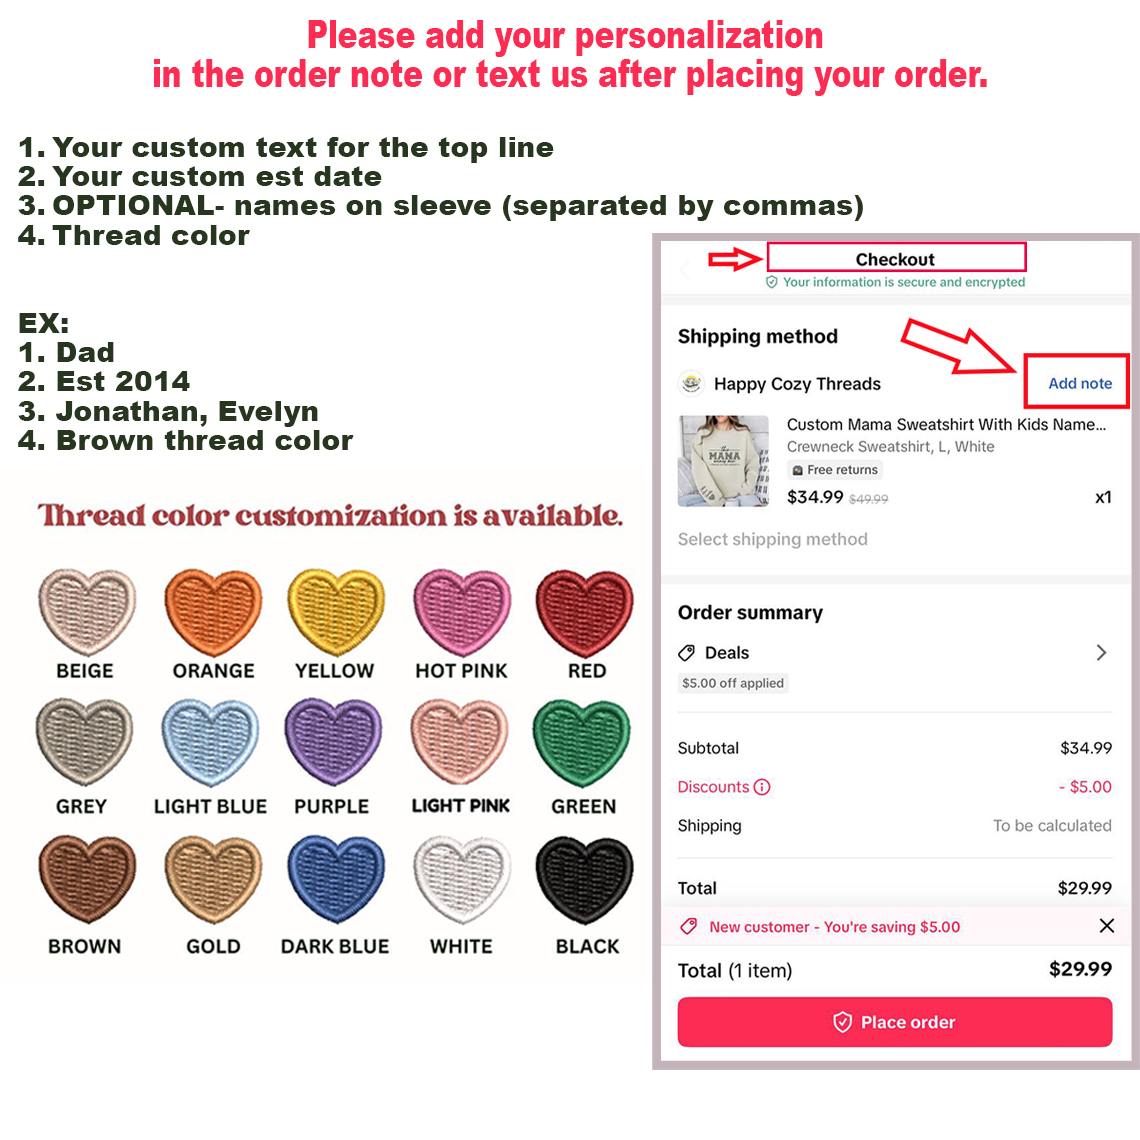 Please add your personalization
in the order note or text us after placing your order.
1. Your custom text for the top line
2. Your custom est date
3. OPTIONAL- names on sleeve (separated by commas)
4. Thread color
EX:
1. Dad
2. Est 2014
3. Jonathan, Evelyn
4. Brown thread color
Thread color customization is available.
BEIGE
ORANGE
YELLOW
HOT PINK
RED
GREY
LIGHT BLUE
PURPLE
LIGHT PINK
GREEN
BROWN
GOLD
DARK BLUE
WHITE
BLACK
Checkout
Your information is secure and encrypted
Shipping method
Happy Cozy Threads
Add note
Custom Mama Sweatshirt With Kids Name...
Crewneck Sweatshirt, L, White
Free returns
$34.99 $49.99 x1
MAMA
Select shipping method
Order summary
Deals
$5.00 off applied
Subtotal $34.99
Discounts - $5.00
Shipping To be calculated
Total $29.99
New customer - You're saving $5.00
Total (1 item) $29.99
Place order